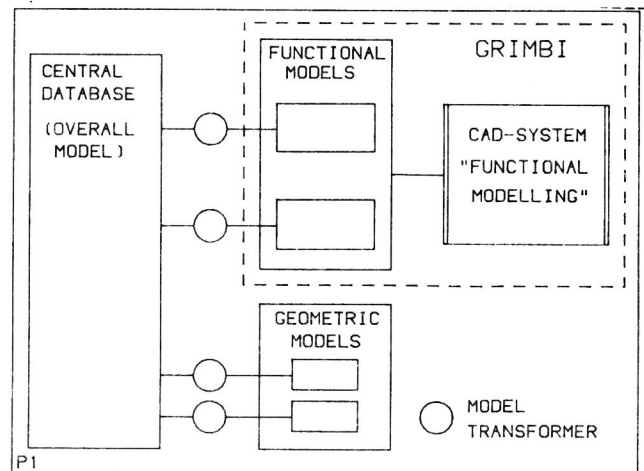 CENTRAL
DATABASE
(OVERALL
MODEL)
FUNCTIONAL
MODELS
GRIMBI
CAD-SYSTEM
"FUNCTIONAL
MODELLING"
GEOMETRIC
MODELS
MODEL
TRANSFORMER
P1